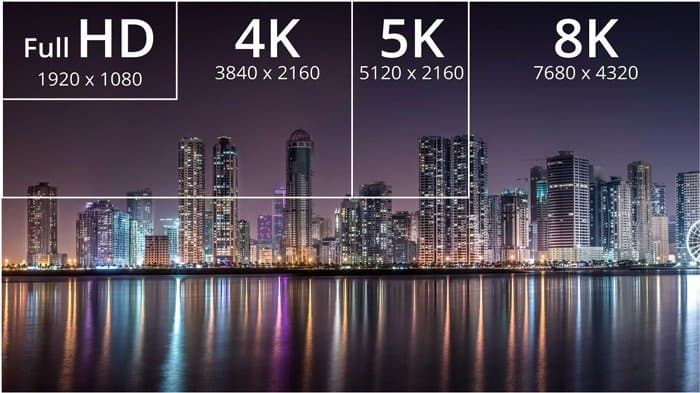 Full HD
1920 x 1080
4K
3840 x 2160
5K
5120 x 2160
8K
7680 x 4320